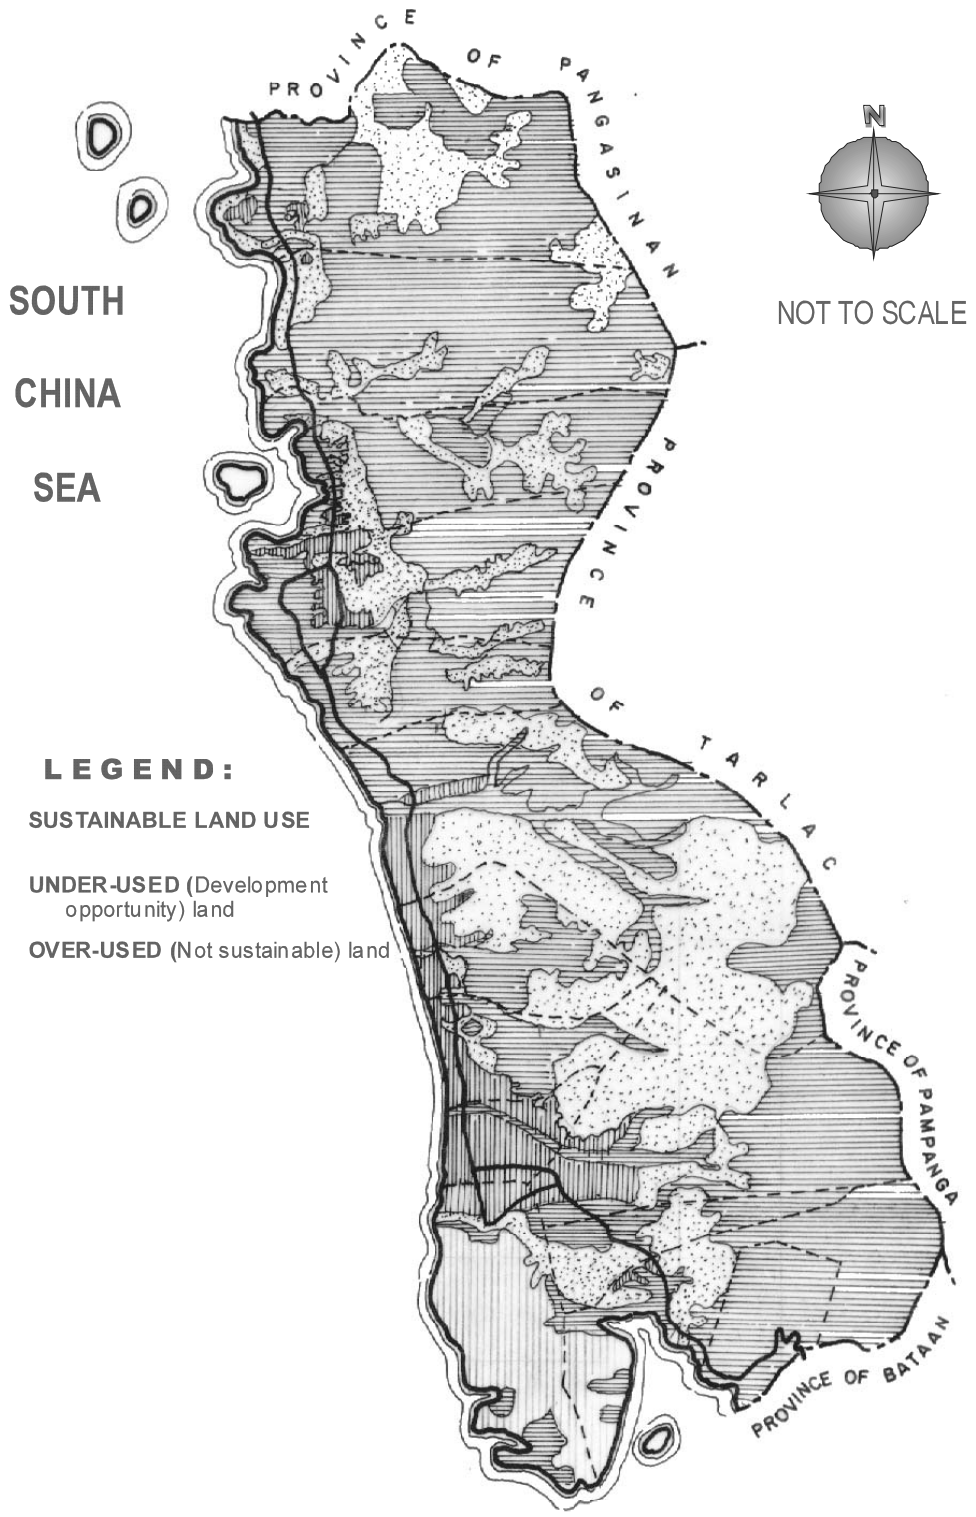 PROVINCE OF PANGASINAN
N
NOT TO SCALE
SOUTH
CHINA
SEA
PROVINCE OF TARLAC
LEGEND:
SUSTAINABLE LAND USE
UNDER-USED (Development
opportunity) land
OVER-USED (Not sustainable) land
PROVINCE OF PAMPANGA
PROVINCE OF BATAAN